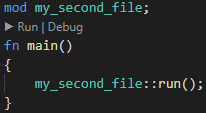 mod my_second_file;
▶ Run | Debug
fn main()
{
    my_second_file::run();
}